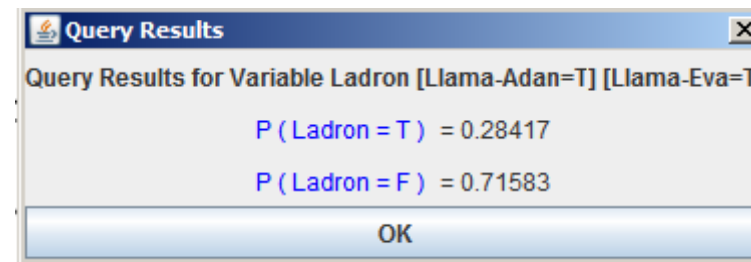 Query Results
Query Results for Variable Ladron [Llama-Adan=T] [Llama-Eva=T
P ( Ladron = T ) = 0.28417
P ( Ladron = F ) = 0.71583
OK